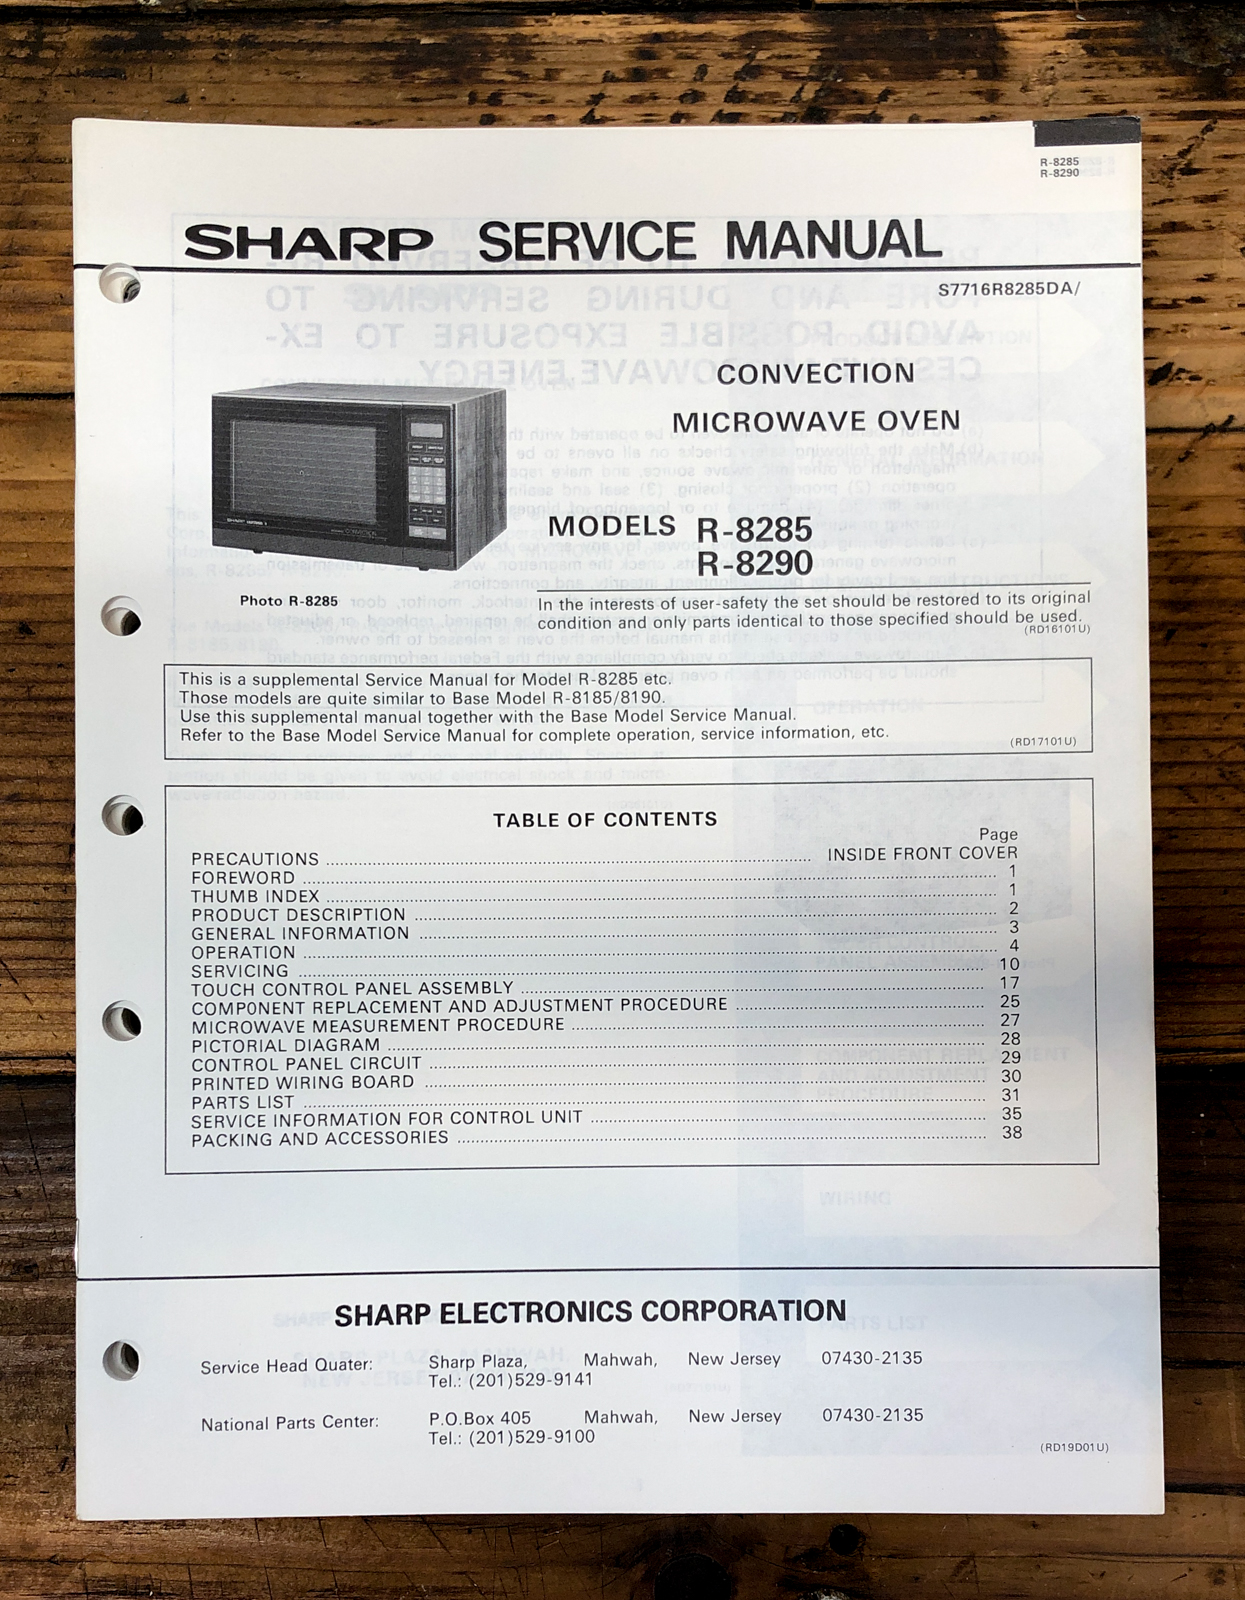 R-8285
R-8290
SHARP SERVICE MANUAL
S7716R8285DA/
CONVECTION
MICROWAVE OVEN
MODELS R-8285
R-8290
SHARP
Photo R-8285
In the interests of user-safety the set should be restored to its original
condition and only parts identical to those specified should be used.
(RD16101U)
This is a supplemental Service Manual for Model R-8285 etc.
Those models are quite similar to Base Model R-8185/8190.
Use this supplemental manual together with the Base Model Service Manual.
Refer to the Base Model Service Manual for complete operation, service information, etc.
(RD17101U)
TABLE OF CONTENTS
Page
PRECAUTIONS ........ INSIDE FRONT COVER
FOREWORD ........ 1
THUMB INDEX ........ 1
PRODUCT DESCRIPTION ........ 2
GENERAL INFORMATION ........ 3
OPERATION ........ 4
SERVICING ........ 10
TOUCH CONTROL PANEL ASSEMBLY ........ 17
COMPONENT REPLACEMENT AND ADJUSTMENT PROCEDURE ........ 25
MICROWAVE MEASUREMENT PROCEDURE ........ 27
PICTORIAL DIAGRAM ........ 28
CONTROL PANEL CIRCUIT ........ 29
PRINTED WIRING BOARD ........ 30
PARTS LIST ........ 31
SERVICE INFORMATION FOR CONTROL UNIT ........ 35
PACKING AND ACCESSORIES ........ 38
SHARP ELECTRONICS CORPORATION
Service Head Quater: Sharp Plaza, Mahwah, New Jersey 07430-2135
Tel.: (201)529-9141
National Parts Center: P.O.Box 405 Mahwah, New Jersey 07430-2135
Tel.: (201)529-9100
(RD19D01U)